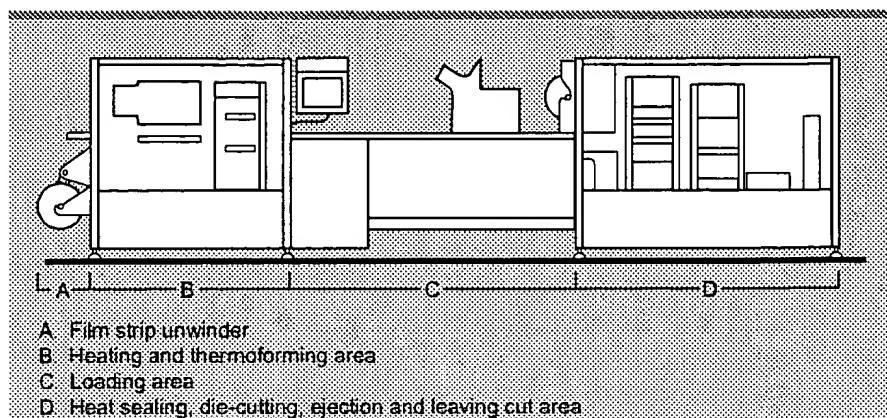 A B C D
A Film strip unwinder
B Heating and thermoforming area
C Loading area
D Heat sealing, die-cutting, ejection and leaving cut area